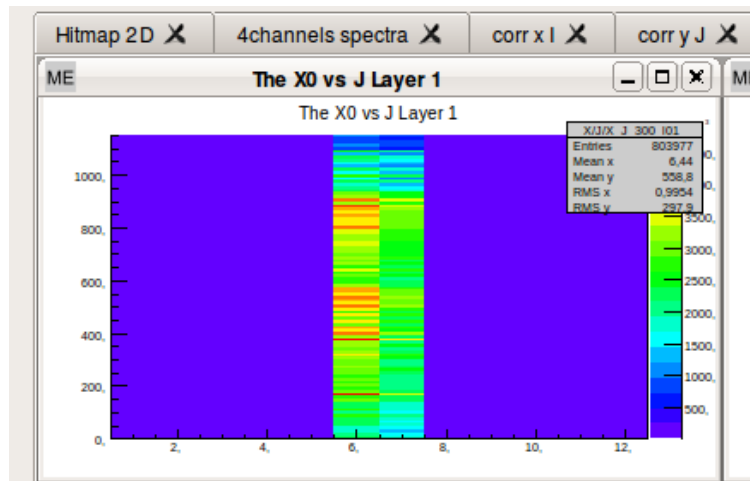 Hitmap 2D
4channels spectra
corr x I
corr y J
ME
The X0 vs J Layer 1
The X0 vs J Layer 1
X/J/X_J_300_l01
Entries 803977
Mean x 6,44
Mean y 558,8
RMS x 0,9954
RMS y 297,9
1000,
800,
600,
400,
200,
0,
2,
4,
6,
8,
10,
12,
3500,
3000,
2500,
2000,
1500,
1000,
500,